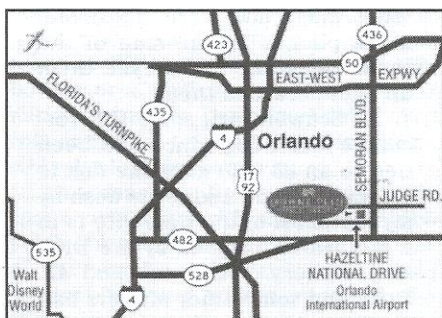 423
436
50
EAST-WEST
EXPWY
FLORIDA'S TURNPIKE
435
4
Orlando
SEMORAN BLVD.
17
92
JUDGE RD.
482
535
528
Walt
Disney
World
4
HAZELTINE
NATIONAL DRIVE
Orlando
International Airport